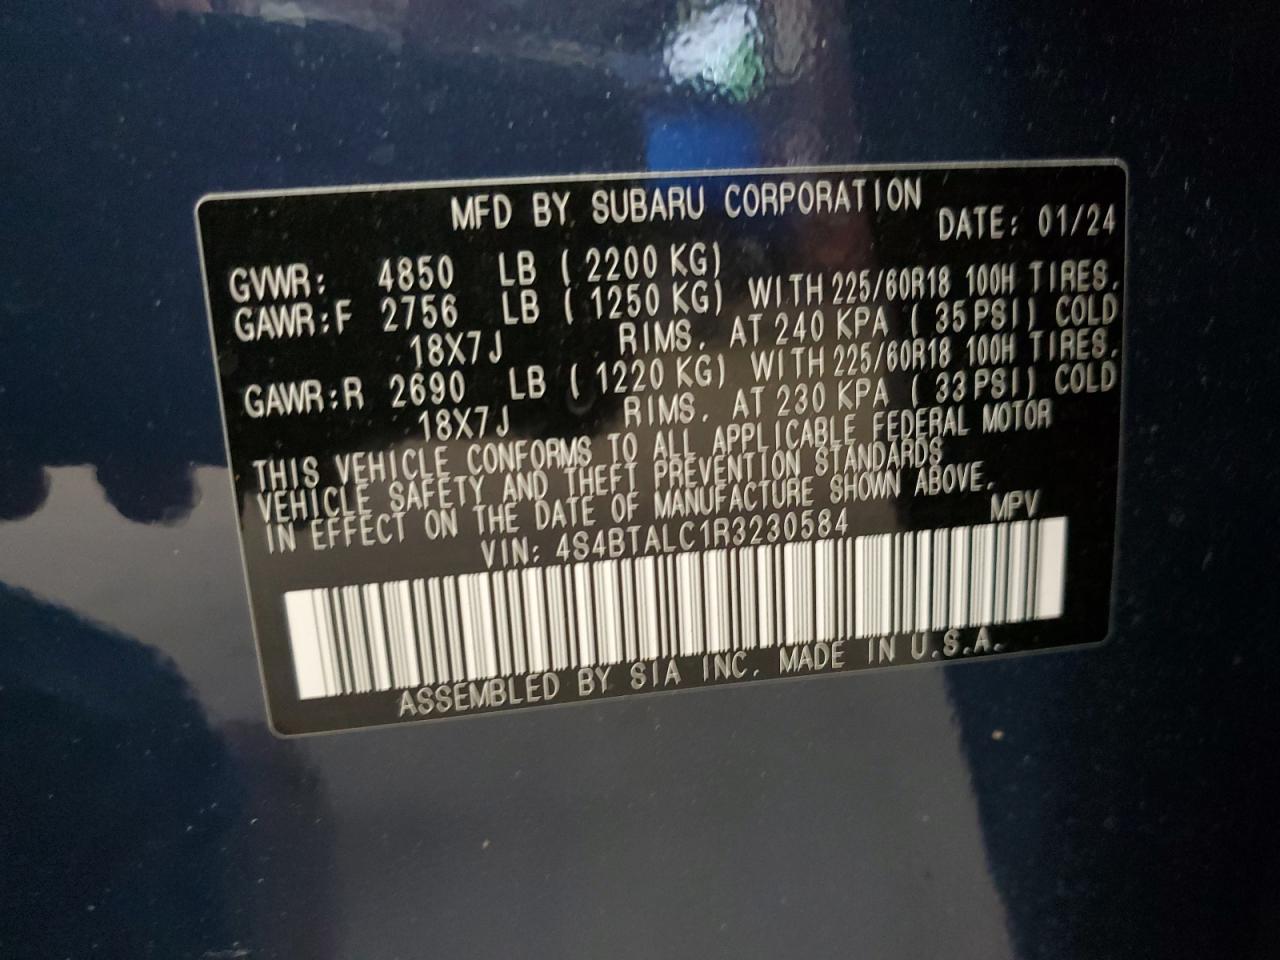 MFD BY SUBARU CORPORATION
DATE: 01/24
GVWR: 4850 LB ( 2200 KG)
GAWR:F 2756 LB ( 1250 KG) WITH 225/60R18 100H TIRES.
18X7J RIMS. AT 240 KPA ( 35 PSI) COLD
GAWR:R 2690 LB ( 1220 KG) WITH 225/60R18 100H TIRES.
18X7J RIMS. AT 230 KPA ( 33 PSI) COLD
THIS VEHICLE CONFORMS TO ALL APPLICABLE FEDERAL MOTOR
VEHICLE SAFETY AND THEFT PREVENTION STANDARDS
IN EFFECT ON THE DATE OF MANUFACTURE SHOWN ABOVE.
VIN: 4S4BTALC1R3230584 MPV
ASSEMBLED BY SIA INC. MADE IN U.S.A.